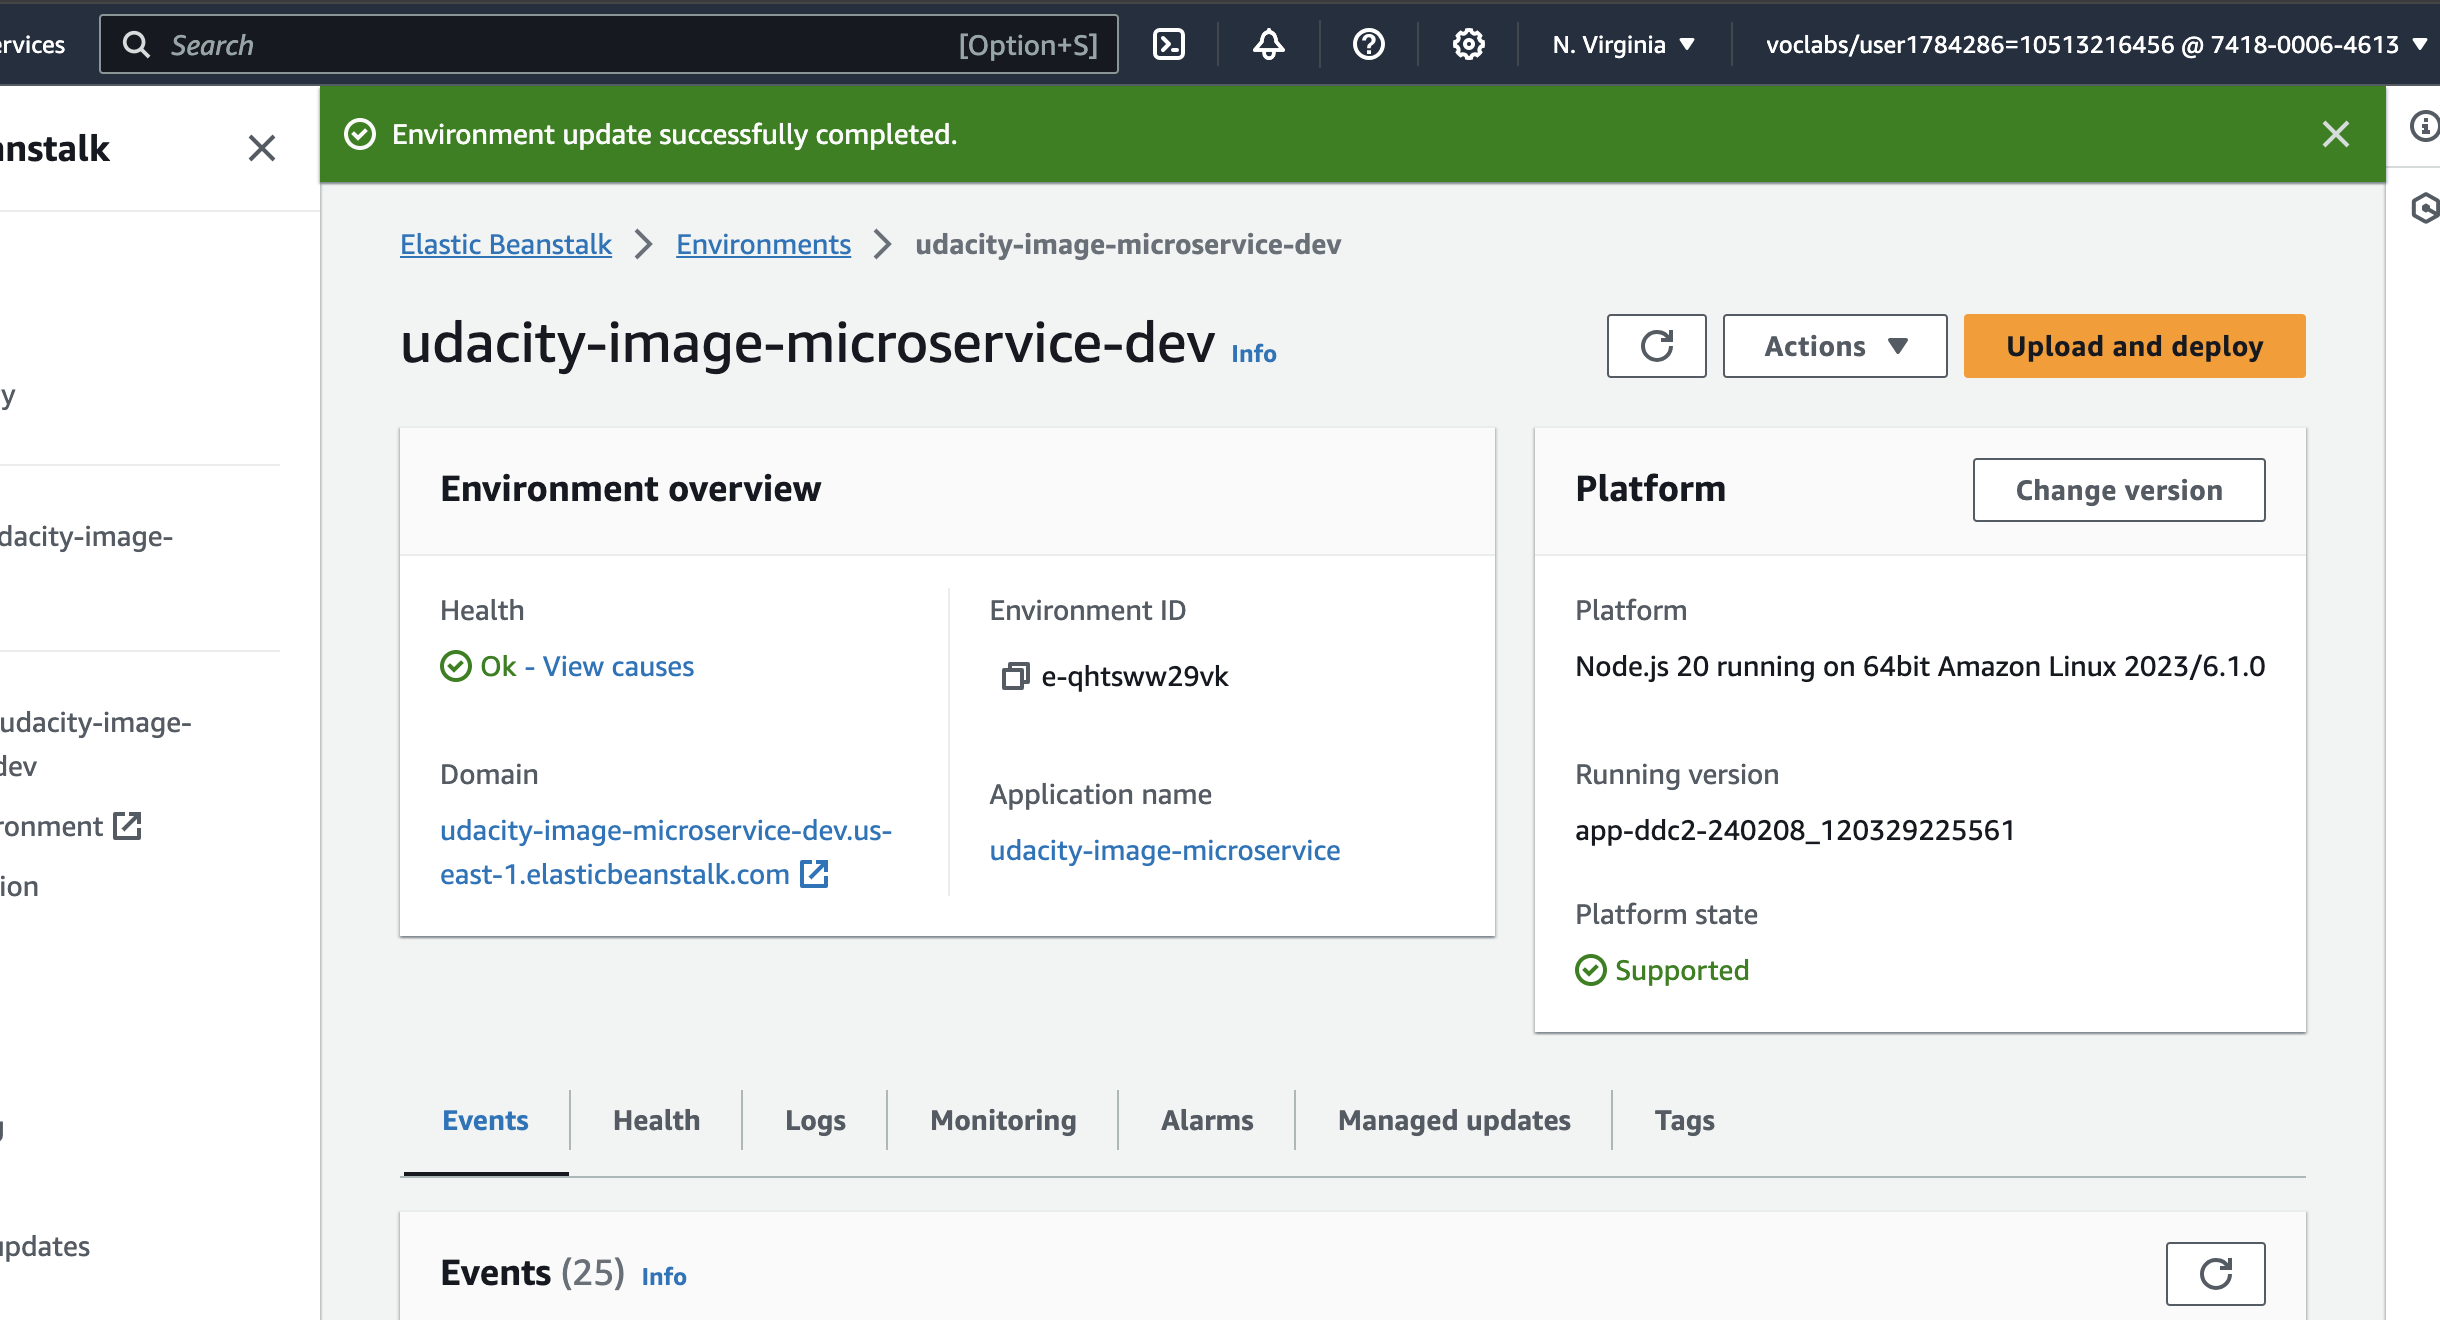 ervices
Search
[Option+S]
N. Virginia
voclabs/user1784286=10513216456 @ 7418-0006-4613
anstalk
Environment update successfully completed.
Elastic Beanstalk
Environments
udacity-image-microservice-dev
udacity-image-microservice-dev
Info
Actions
Upload and deploy
y
dacity-image-
udacity-image-
dev
ronment
ion
updates
Environment overview
Health
Ok - View causes
Domain
udacity-image-microservice-dev.us-
east-1.elasticbeanstalk.com
Environment ID
e-qhtsww29vk
Application name
udacity-image-microservice
Platform
Change version
Platform
Node.js 20 running on 64bit Amazon Linux 2023/6.1.0
Running version
app-ddc2-240208_120329225561
Platform state
Supported
Events
Health
Logs
Monitoring
Alarms
Managed updates
Tags
Events (25)
Info